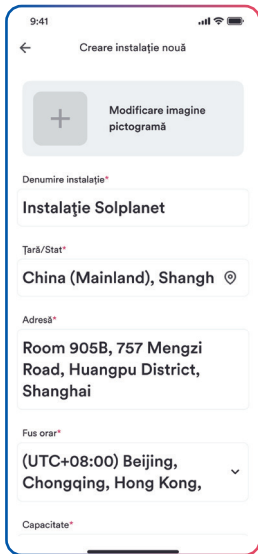 9:41
Creare instalație nouă
Modificare imagine
pictogramă
Denumire instalație*
Instalaţie Solplanet
Țară/Stat*
China (Mainland), Shangh
Adresă*
Room 905B, 757 Mengzi
Road, Huangpu District,
Shanghai
Fus orar*
(UTC+08:00) Beijing,
Chongqing, Hong Kong,
Capacitate*